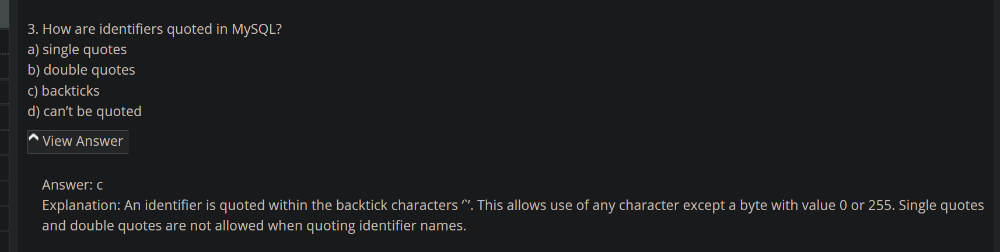 3. How are identifiers quoted in MySQL?
a) single quotes
b) double quotes
c) backticks
d) can’t be quoted
View Answer
Answer: c
Explanation: An identifier is quoted within the backtick characters ‘`’. This allows use of any character except a byte with value 0 or 255. Single quotes
and double quotes are not allowed when quoting identifier names.